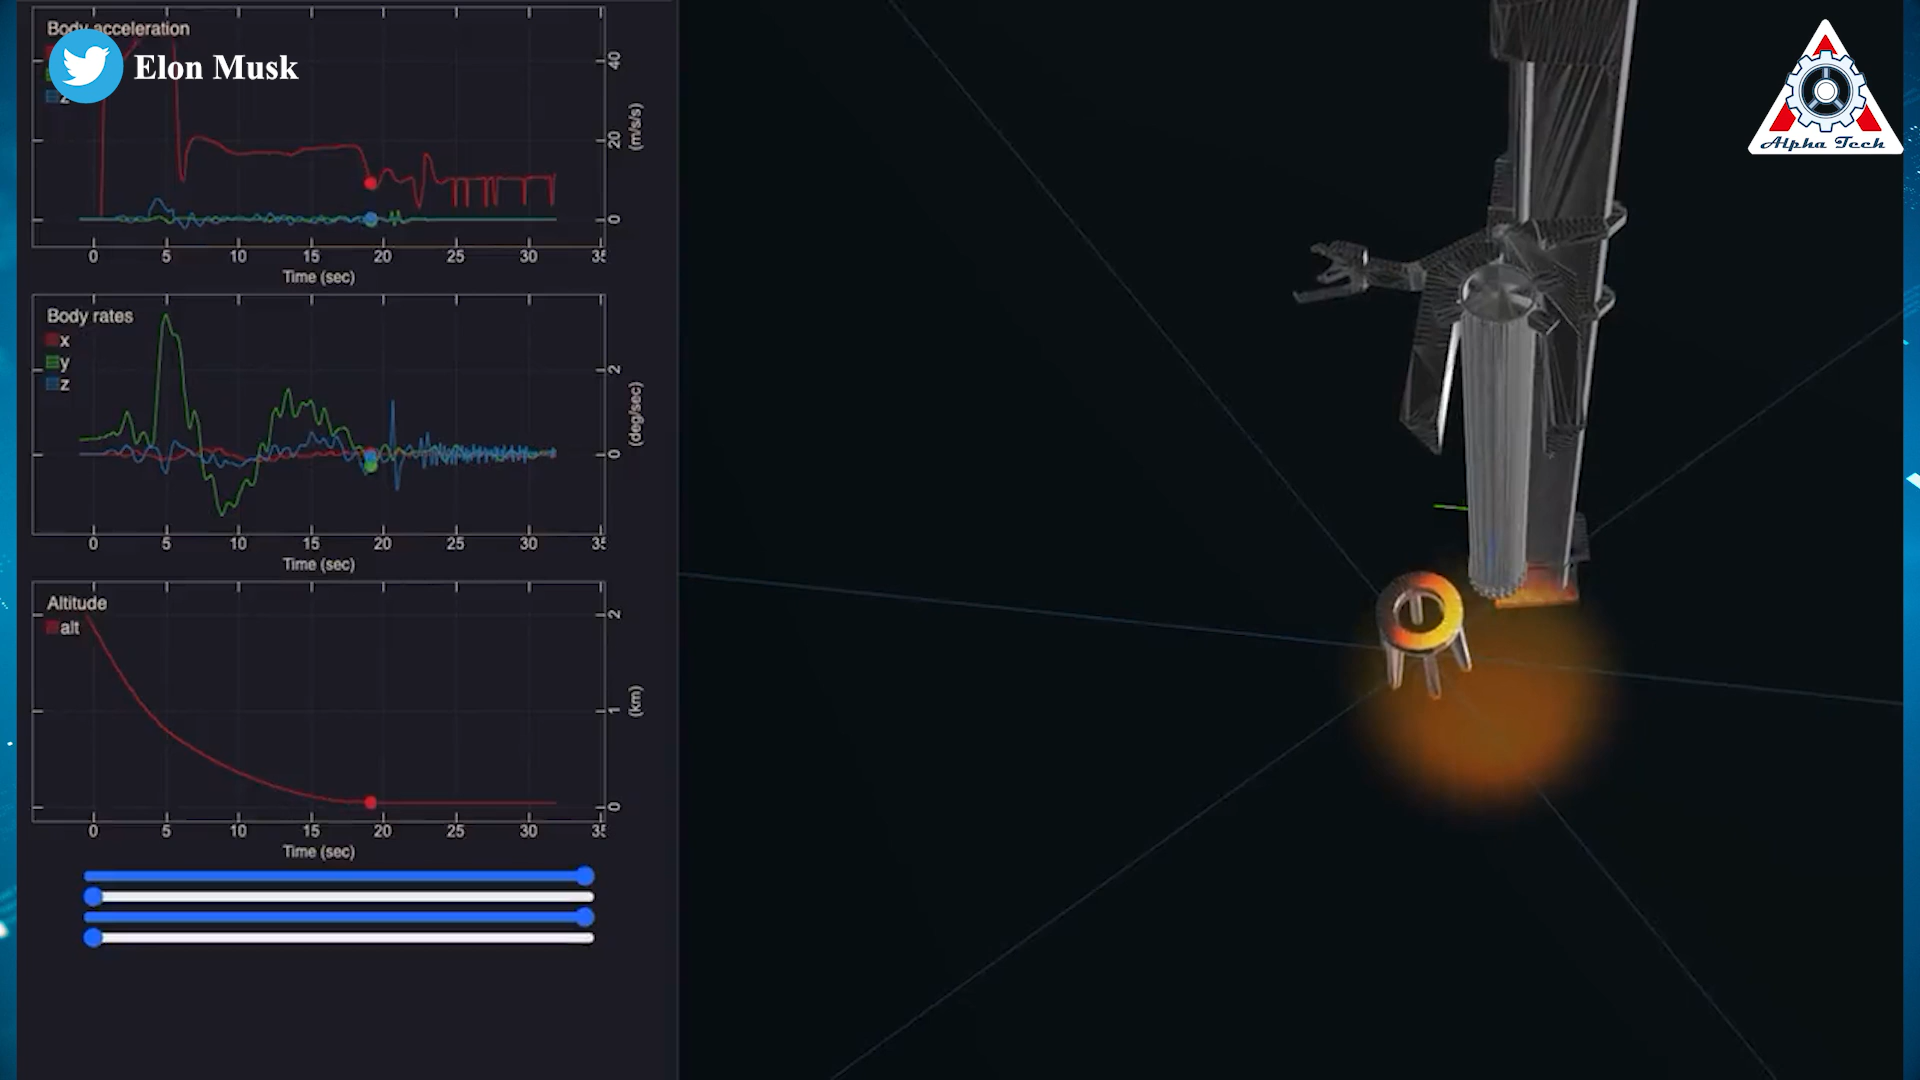 Body acceleration
Elon Musk
z
40
20
0
(m/s/s)
0 5 10 15 20 25 30 35
Time (sec)
Body rates
x
y
z
2
0
(deg/sec)
0 5 10 15 20 25 30 35
Time (sec)
Altitude
alt
2
1
0
(km)
0 5 10 15 20 25 30 35
Time (sec)
Alpha Tech